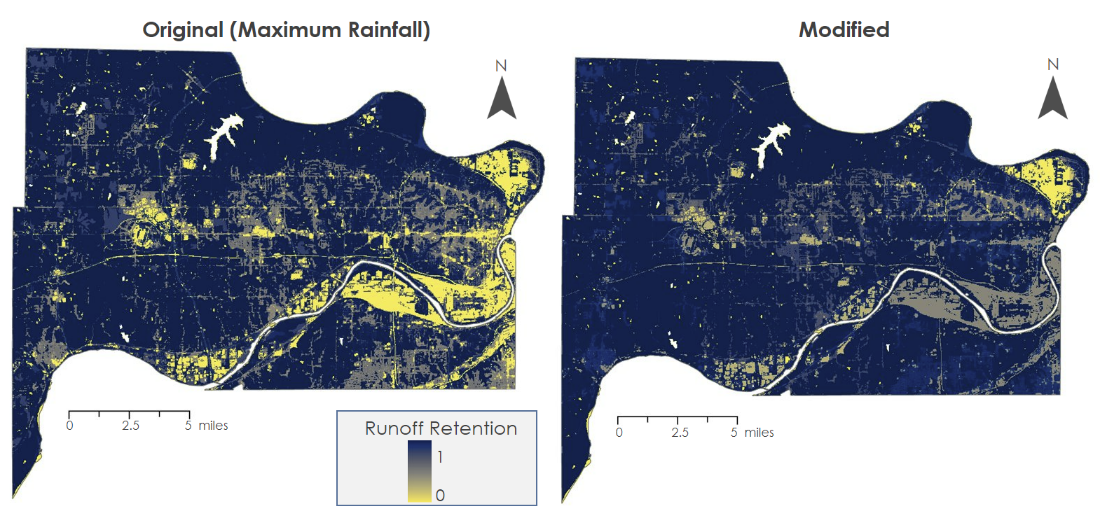 Original (Maximum Rainfall)
Modified
N
N
0 2.5 5 miles
0 2.5 5 miles
Runoff Retention
1
0